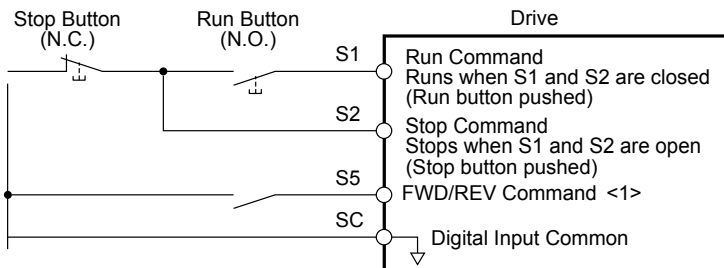 Stop Button
(N.C.)
Run Button
(N.O.)
Drive
S1
Run Command
Runs when S1 and S2 are closed
(Run button pushed)
S2
Stop Command
Stops when S1 and S2 are open
(Stop button pushed)
S5
FWD/REV Command <1>
SC
Digital Input Common